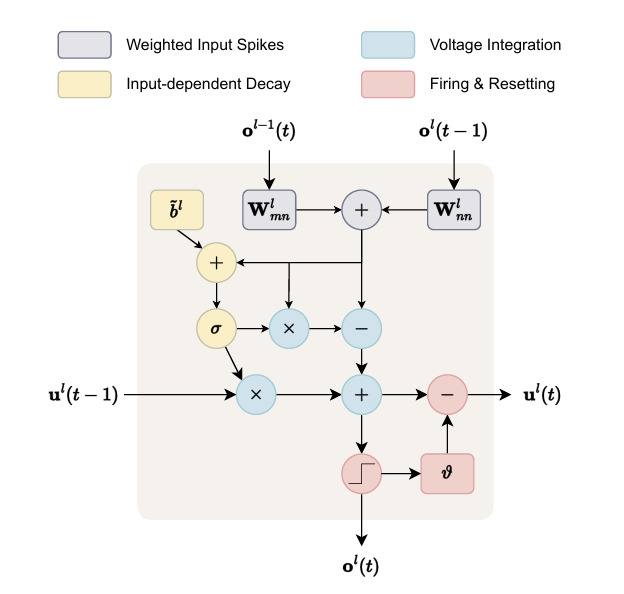 Weighted Input Spikes
Voltage Integration
Input-dependent Decay
Firing & Resetting
𝐨^{l−1}(t)
𝐨^l(t − 1)
b̃^l
𝐖^l_{mn}
+
𝐖^l_{nn}
+
σ
×
−
𝐮^l(t − 1)
×
+
−
𝐮^l(t)
ϑ
𝐨^l(t)